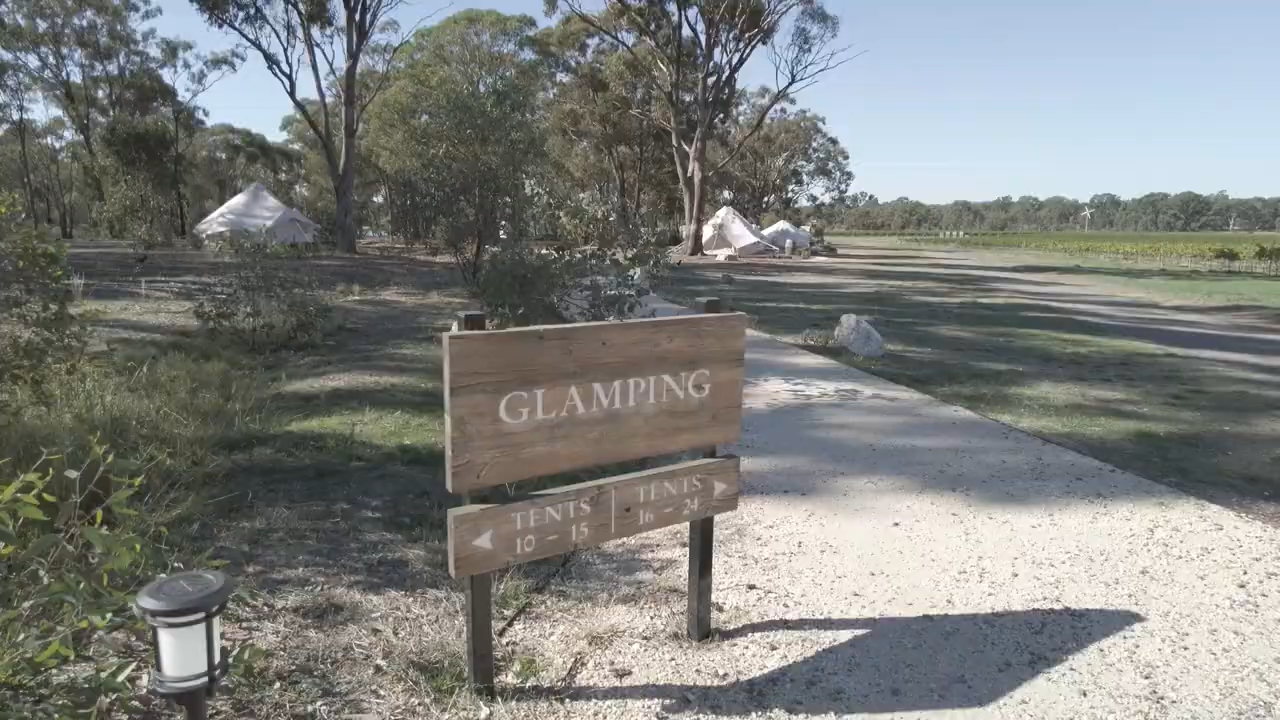 GLAMPING
TENTS
10 – 15
TENTS
16 – 24